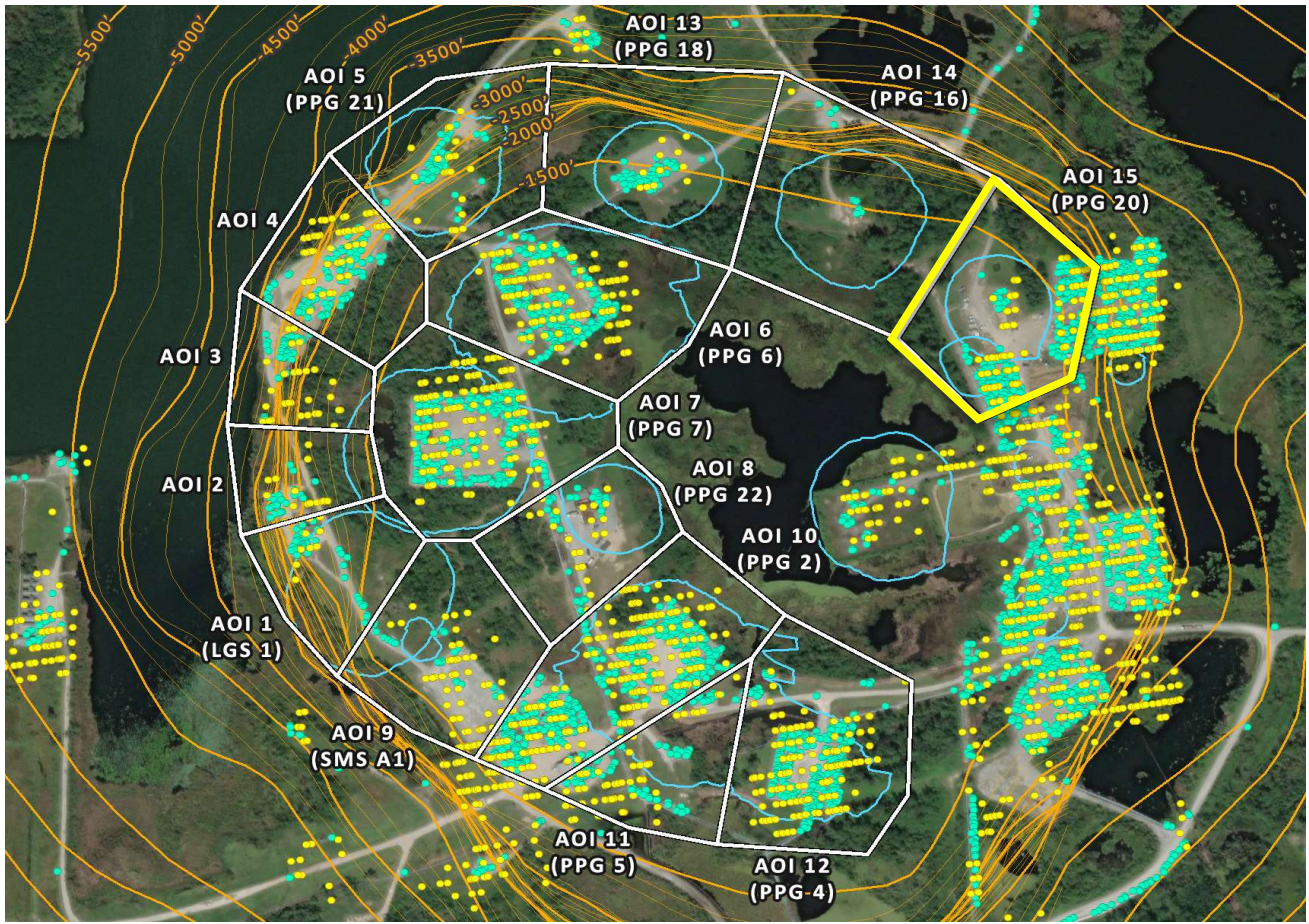 -5500'
-5000'
-4500'
-4000'
-3500'
-3000'
-2500'
-2000'
-1500'
AOI 13
(PPG 18)
AOI 5
(PPG 21)
AOI 14
(PPG 16)
AOI 15
(PPG 20)
AOI 4
AOI 3
AOI 6
(PPG 6)
AOI 7
(PPG 7)
AOI 2
AOI 8
(PPG 22)
AOI 10
(PPG 2)
AOI 1
(LGS 1)
AOI 9
(SMS A1)
AOI 11
(PPG 5)
AOI 12
(PPG 4)